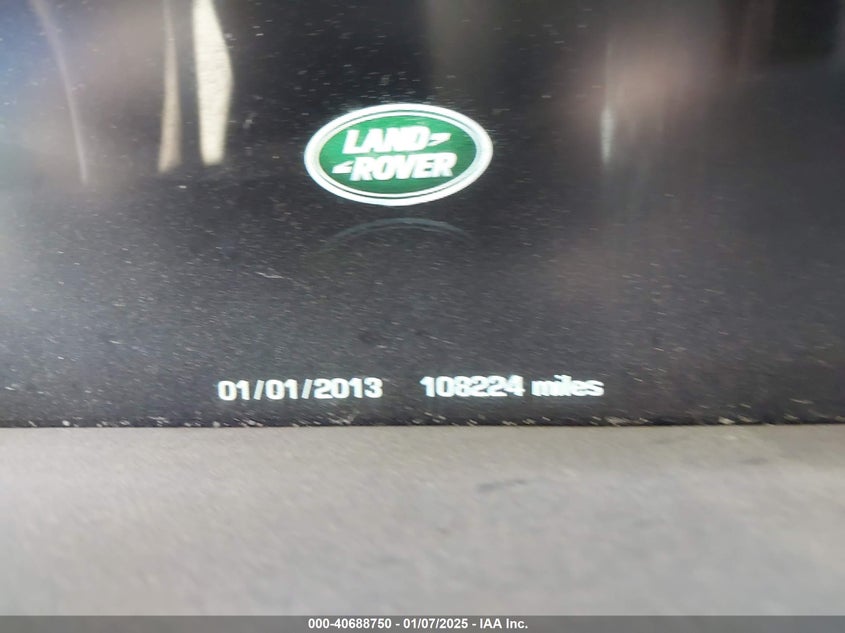 LAND
ROVER
01/01/2013 108224 miles
000-40688750 - 01/07/2025 - IAA Inc.